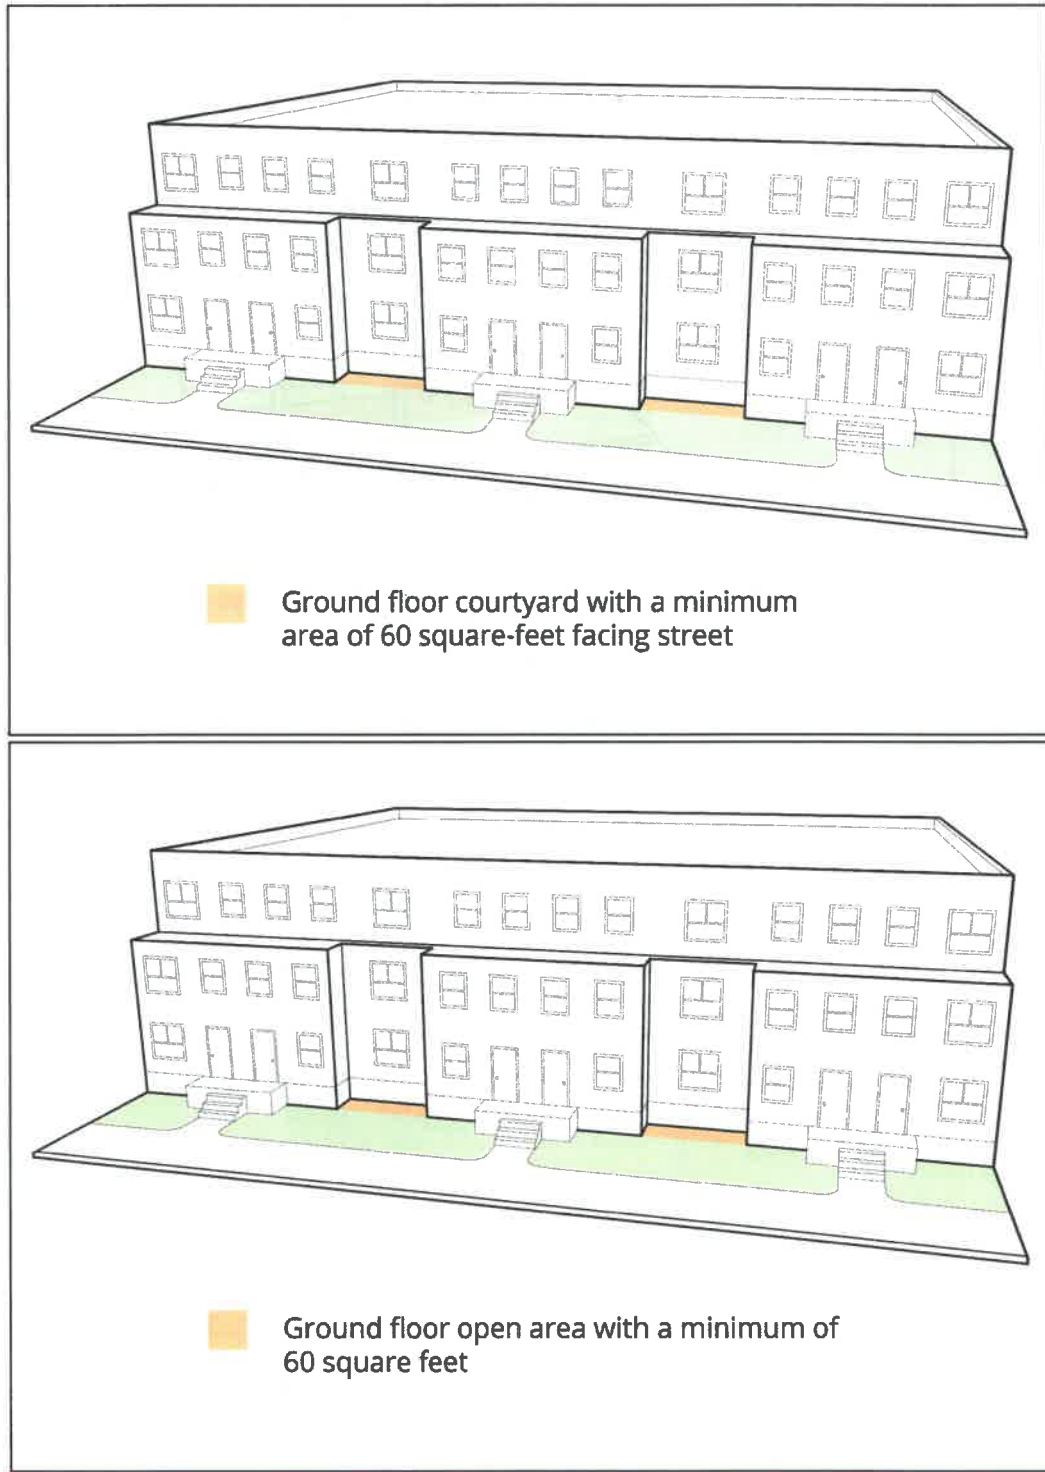 Ground floor courtyard with a minimum
area of 60 square-feet facing street
Ground floor open area with a minimum of
60 square feet